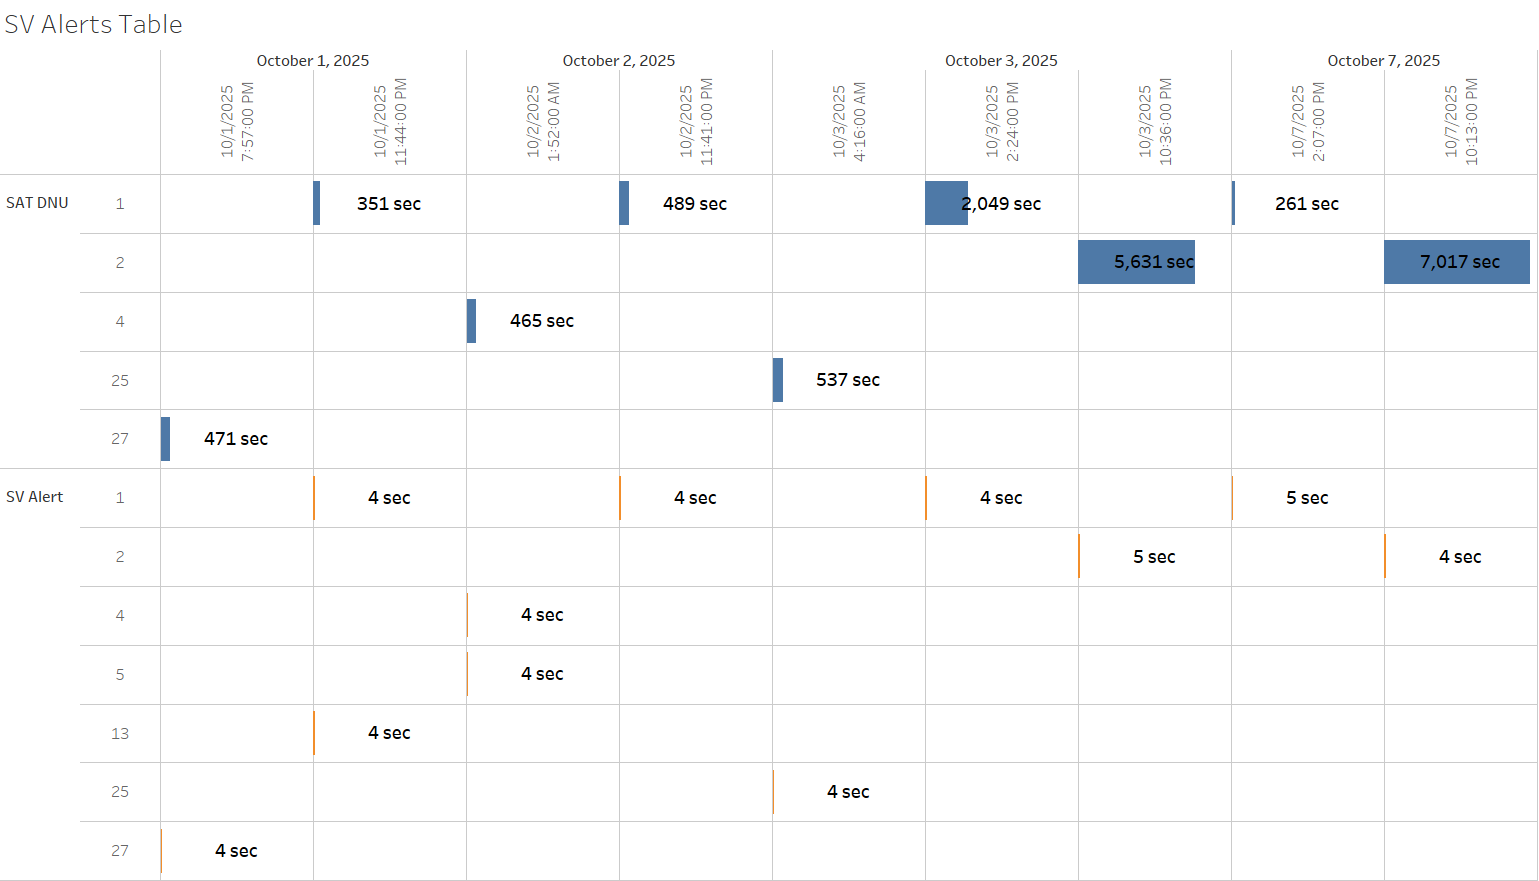 SV Alerts Table
October 1, 2025 October 2, 2025 October 3, 2025 October 7, 2025
10/1/2025 7:57:00 PM
10/1/2025 11:44:00 PM
10/2/2025 1:52:00 AM
10/2/2025 11:41:00 PM
10/3/2025 4:16:00 AM
10/3/2025 2:24:00 PM
10/3/2025 10:36:00 PM
10/7/2025 2:07:00 PM
10/7/2025 10:13:00 PM
SAT DNU 1 351 sec 489 sec 2,049 sec 261 sec
2 5,631 sec 7,017 sec
4 465 sec
25 537 sec
27 471 sec
SV Alert 1 4 sec 4 sec 4 sec 5 sec
2 5 sec 4 sec
4 4 sec
5 4 sec
13 4 sec
25 4 sec
27 4 sec